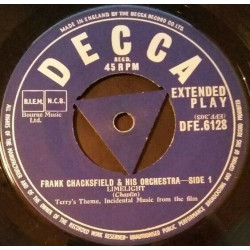 MADE IN ENGLAND
THE DECCA RECORD CO. LTD.
DECCA
REGD.
45 RPM
B.I.E.M. N.C.B.
Bourne Music
Ltd.
EXTENDED
PLAY
DFE.6128
FRANK CHACKSFIELD & HIS ORCHESTRA—SIDE 1
LIMELIGHT
(Chaplin)
Terry's Theme, Incidental Music from the film